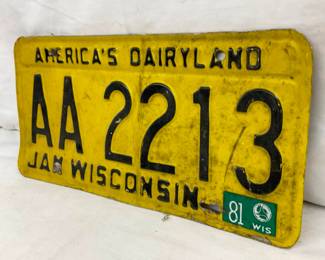 AMERICA'S DAIRYLAND
AA 2213
JAN WISCONSIN
81
WIS